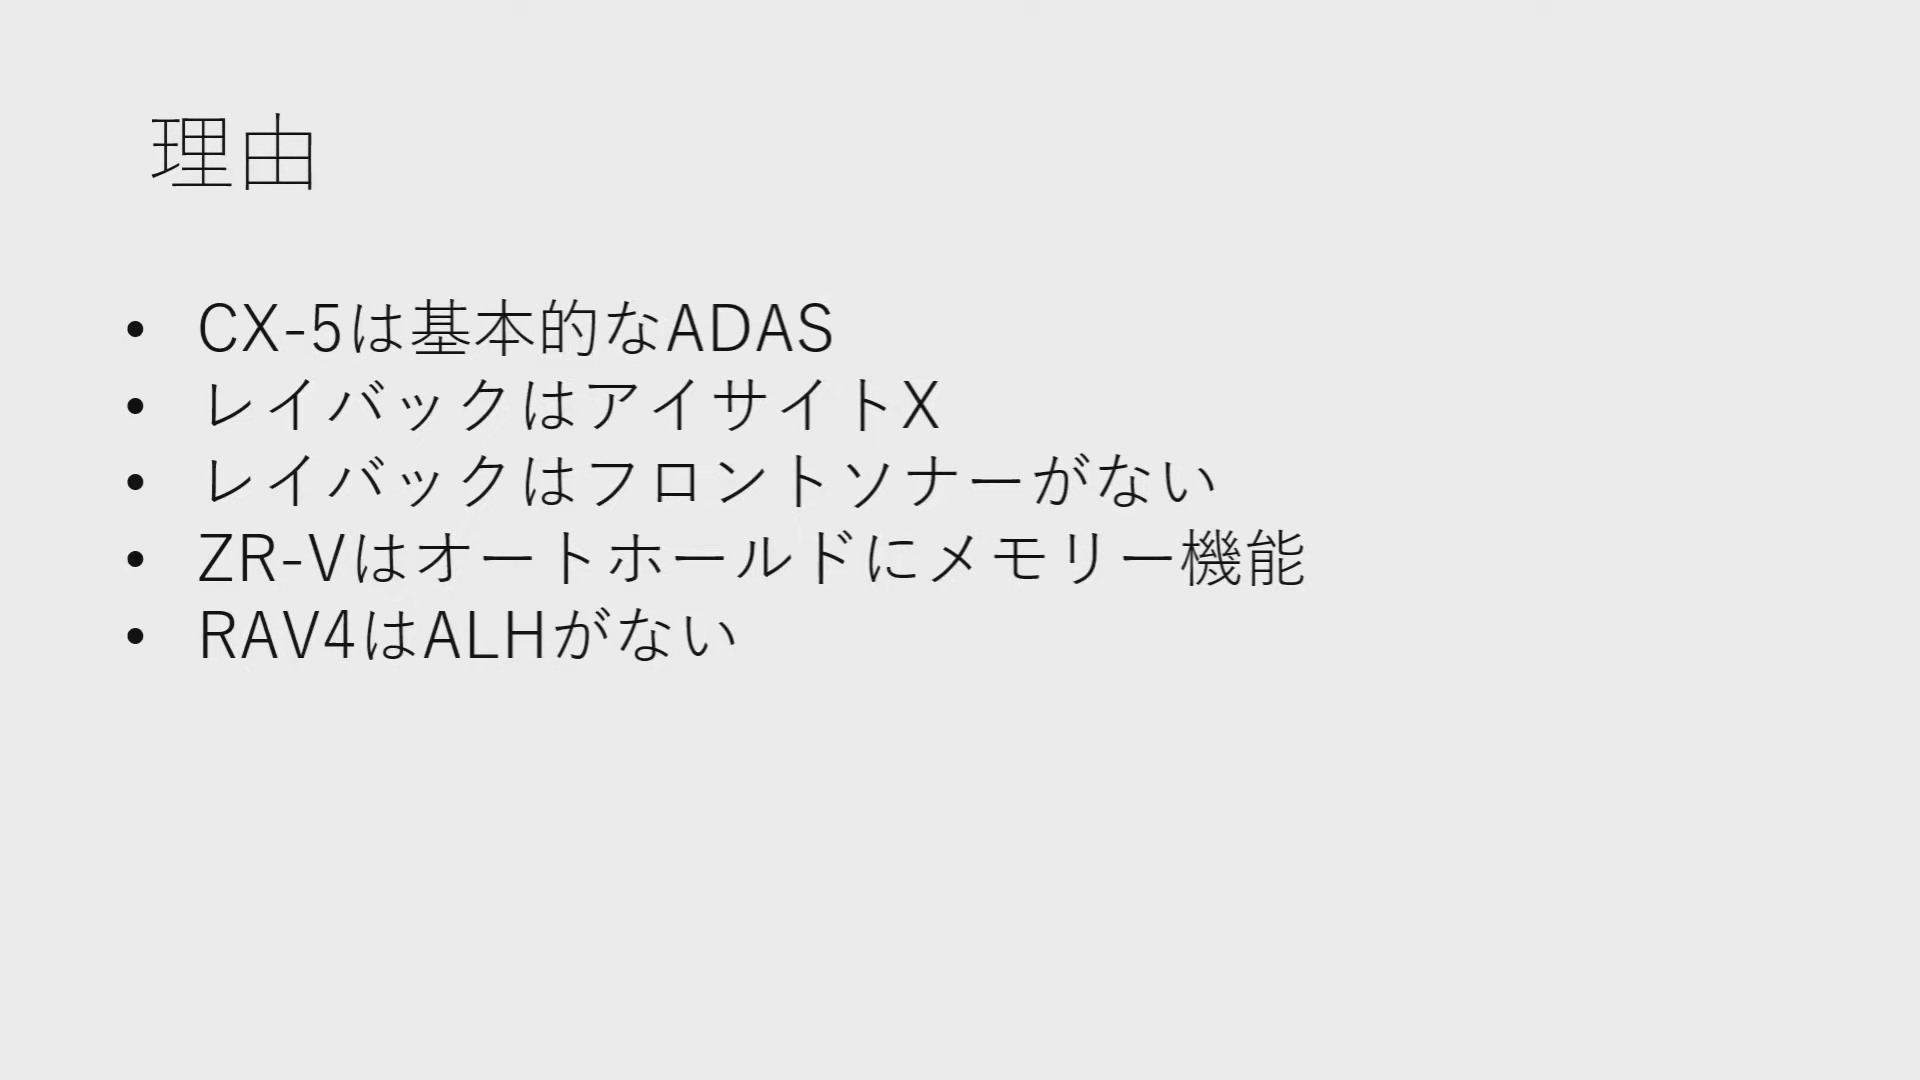 理由
• CX-5は基本的なADAS
• レイバックはアイサイトX
• レイバックはフロントソナーがない
• ZR-Vはオートホールドにメモリー機能
• RAV4はALHがない